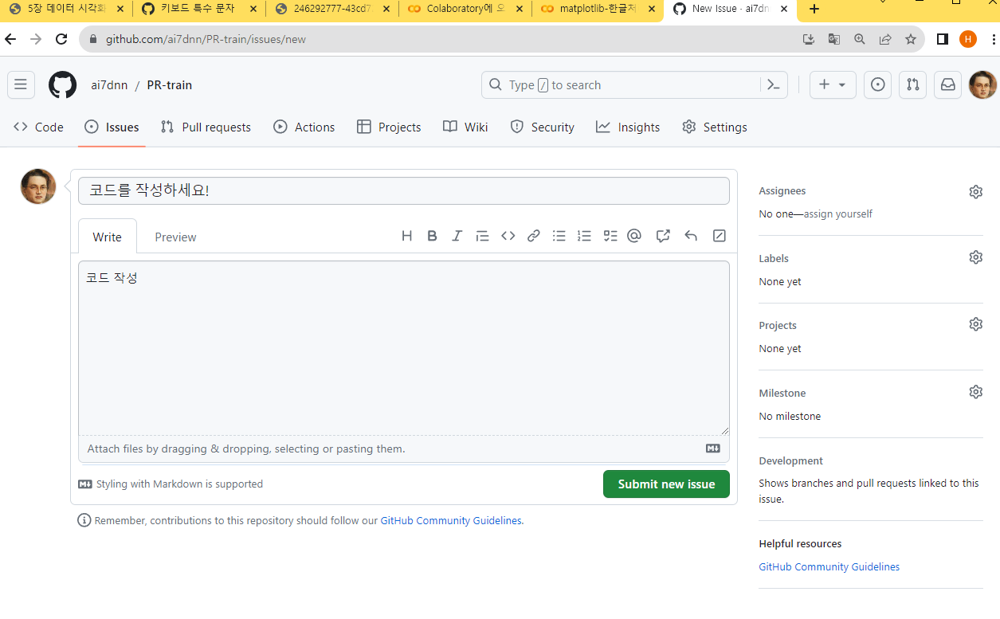 5장 데이터 시각화
키보드 특수 문자
246292777-43cd7
Colaboratory에 오
matplotlib-한글처
New Issue · ai7dn
github.com/ai7dnn/PR-train/issues/new
H
ai7dnn / PR-train
Type / to search
Code
Issues
Pull requests
Actions
Projects
Wiki
Security
Insights
Settings
코드를 작성하세요!
Write
Preview
코드 작성
Attach files by dragging & dropping, selecting or pasting them.
Styling with Markdown is supported
Submit new issue
Remember, contributions to this repository should follow our GitHub Community Guidelines.
Assignees
No one—assign yourself
Labels
None yet
Projects
None yet
Milestone
No milestone
Development
Shows branches and pull requests linked to this
issue.
Helpful resources
GitHub Community Guidelines